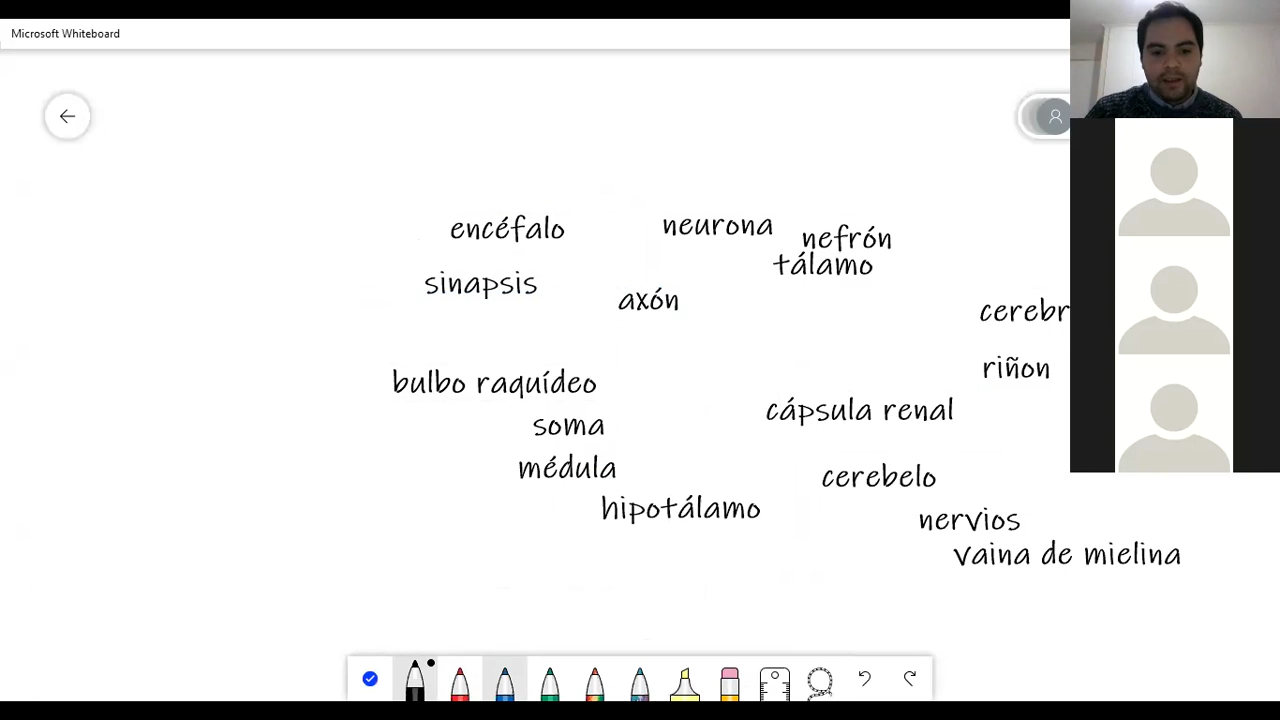 Microsoft Whiteboard
encéfalo
neurona
nefrón
tálamo
sinapsis
axón
cerebr
riñon
bulbo raquídeo
cápsula renal
soma
médula
cerebelo
hipotálamo
nervios
vaina de mielina